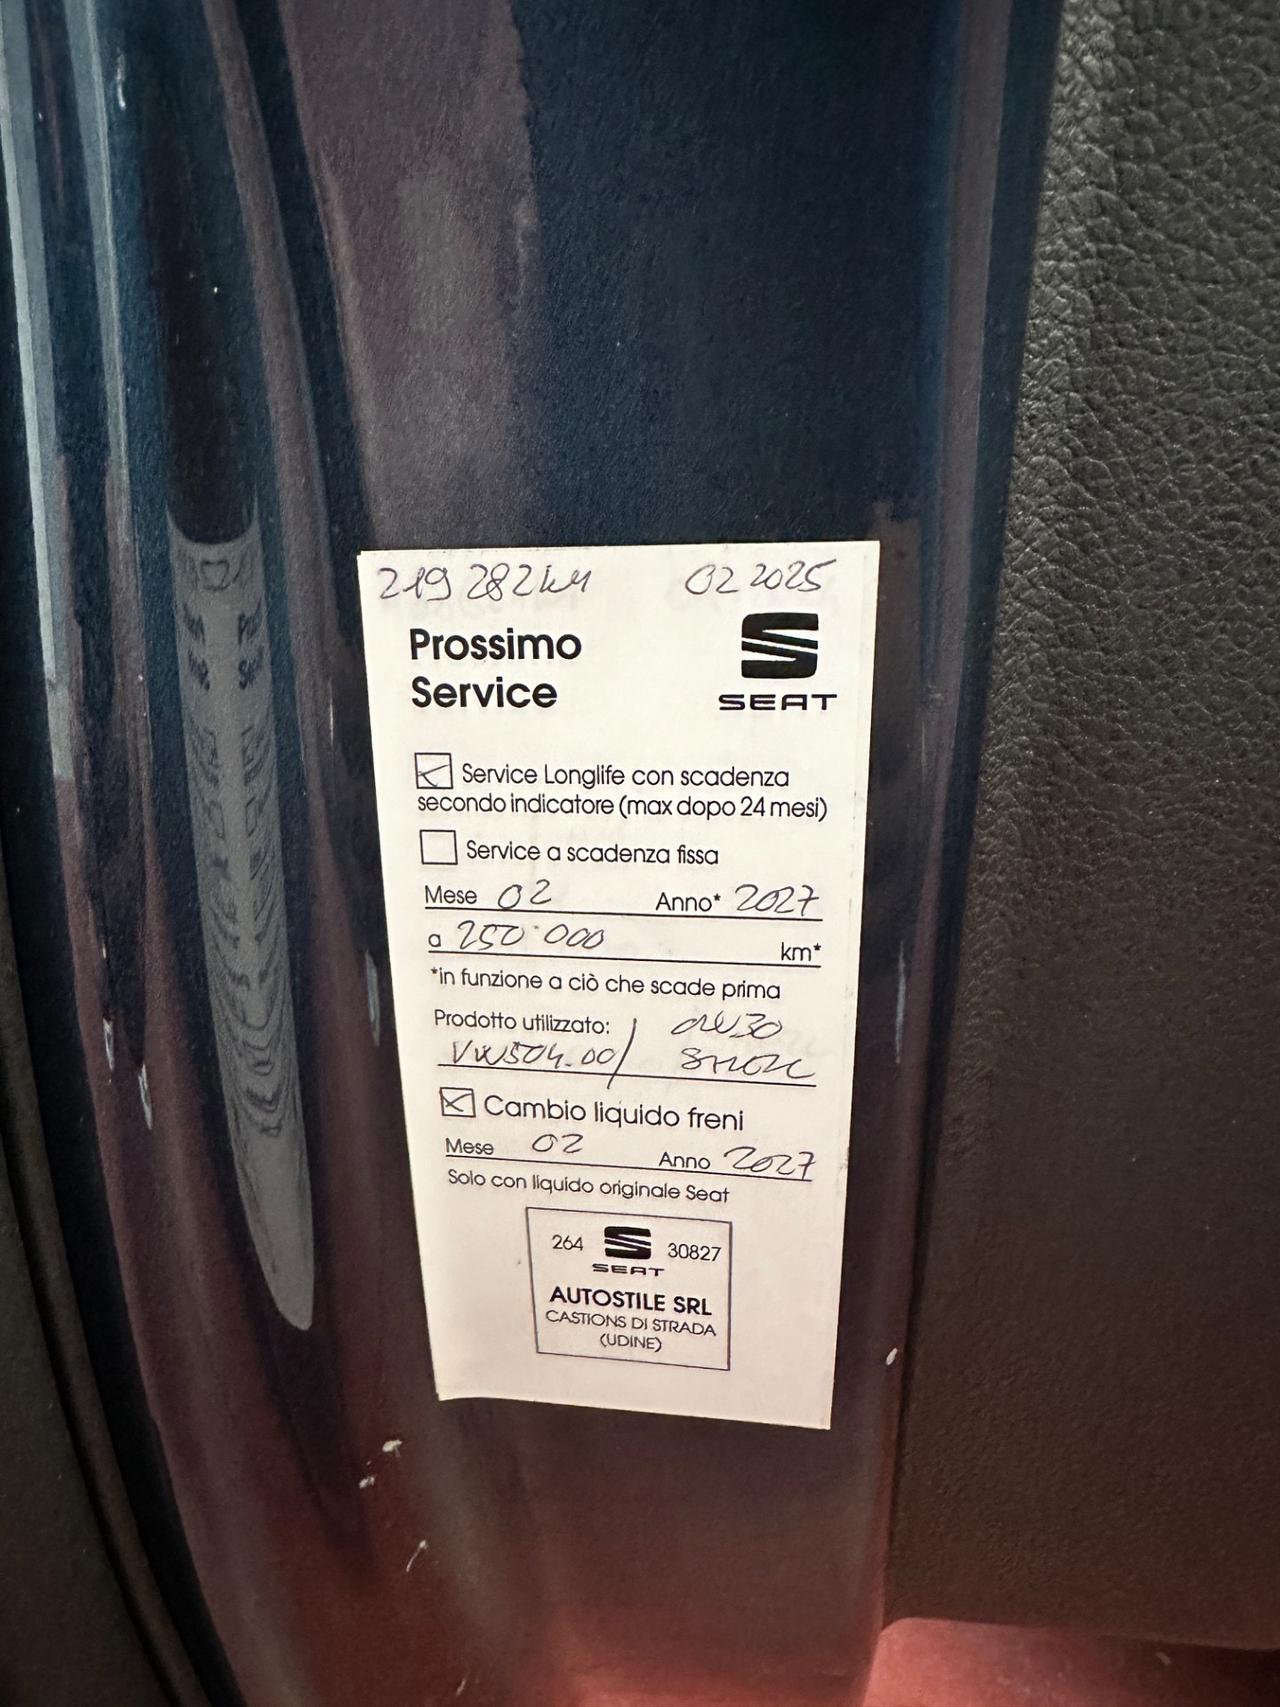 219 282 km 02 2025
Prossimo
Service
SEAT
Service Longlife con scadenza
secondo indicatore (max dopo 24 mesi)
Service a scadenza fissa
Mese 02 Anno* 2027
a 250.000 km*
*in funzione a ciò che scade prima
Prodotto utilizzato: 0W30
VW504.00/
Cambio liquido freni
Mese 02 Anno 2027
Solo con liquido originale Seat
264 30827
SEAT
AUTOSTILE SRL
CASTIONS DI STRADA
(UDINE)